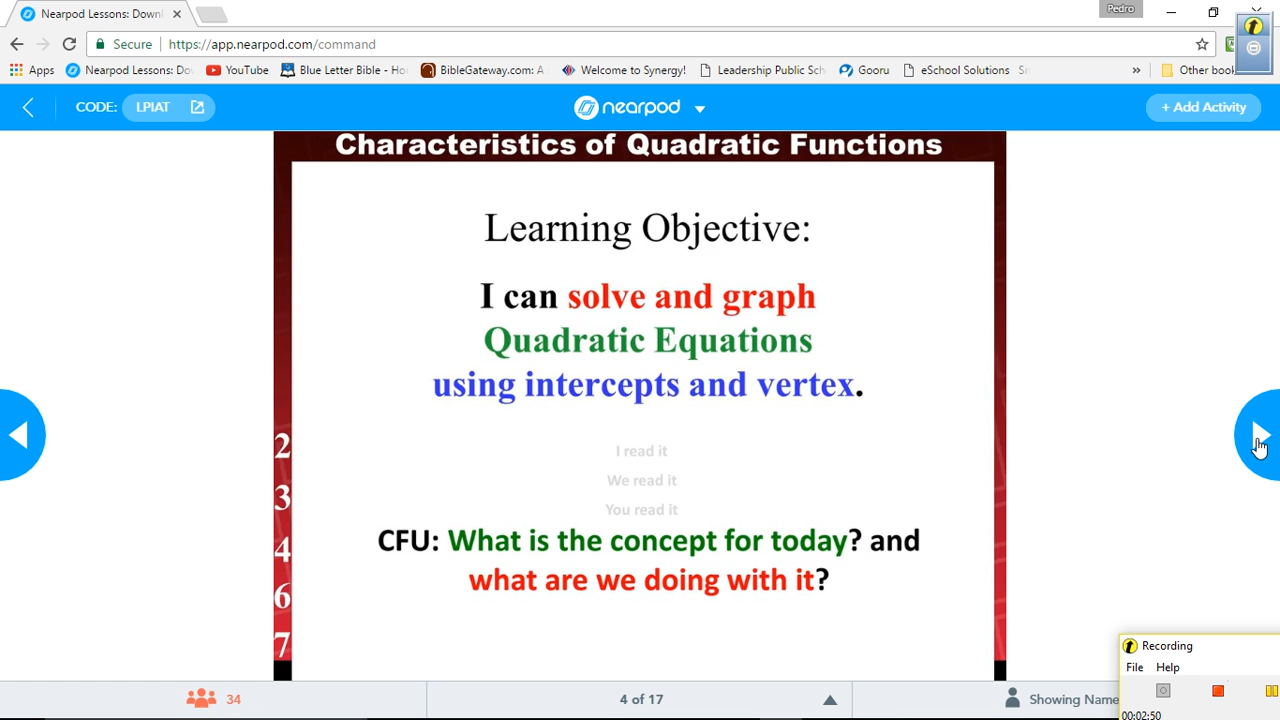 Nearpod Lessons: Downl
Pedro
Secure
https://app.nearpod.com/command
Apps
Nearpod Lessons: Do
YouTube
Blue Letter Bible - Ho
BibleGateway.com: A
Welcome to Synergy!
Leadership Public Sch
Gooru
eSchool Solutions
»
Other book
CODE:
LPIAT
nearpod
+ Add Activity
Characteristics of Quadratic Functions
Learning Objective:
I can solve and graph
Quadratic Equations
using intercepts and vertex.
I read it
We read it
You read it
CFU: What is the concept for today? and
what are we doing with it?
2
3
4
6
7
34
4 of 17
Showing Name
Recording
File
Help
00:02:50